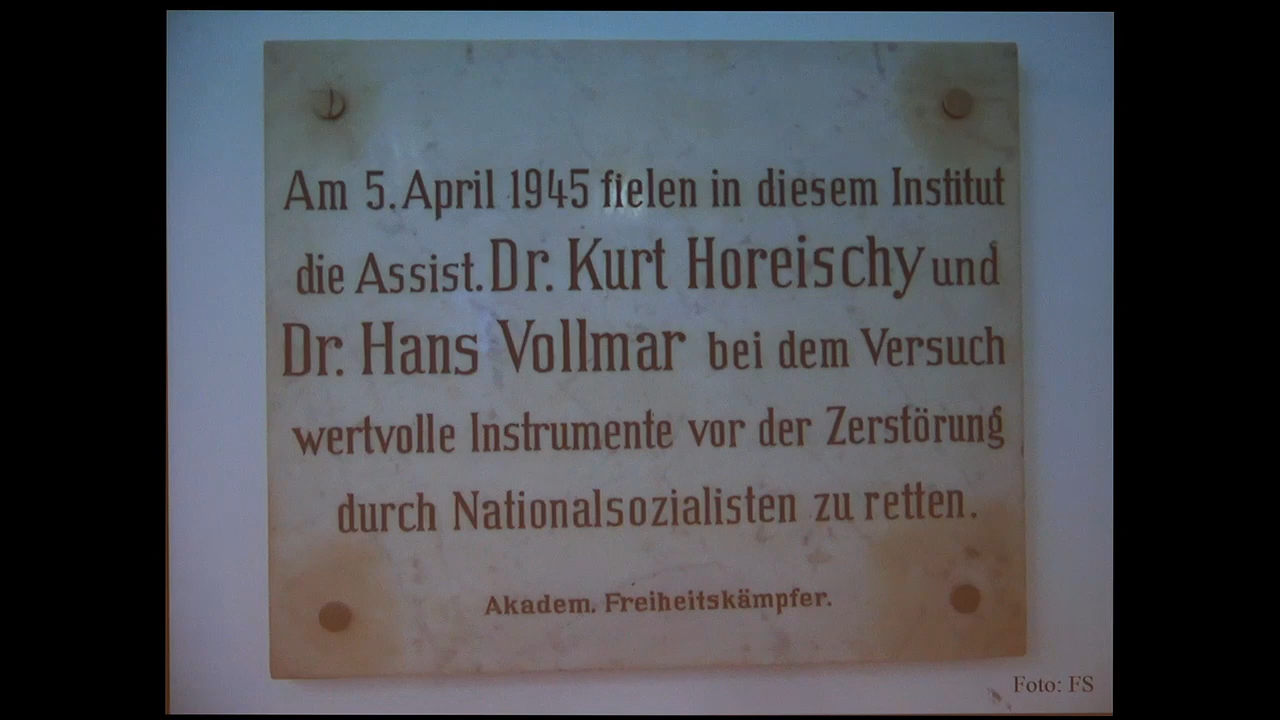 Am 5. April 1945 fielen in diesem Institut
die Assist. Dr. Kurt Horeischy und
Dr. Hans Vollmar bei dem Versuch
wertvolle Instrumente vor der Zerstörung
durch Nationalsozialisten zu retten.
Akadem. Freiheitskämpfer.
Foto: FS